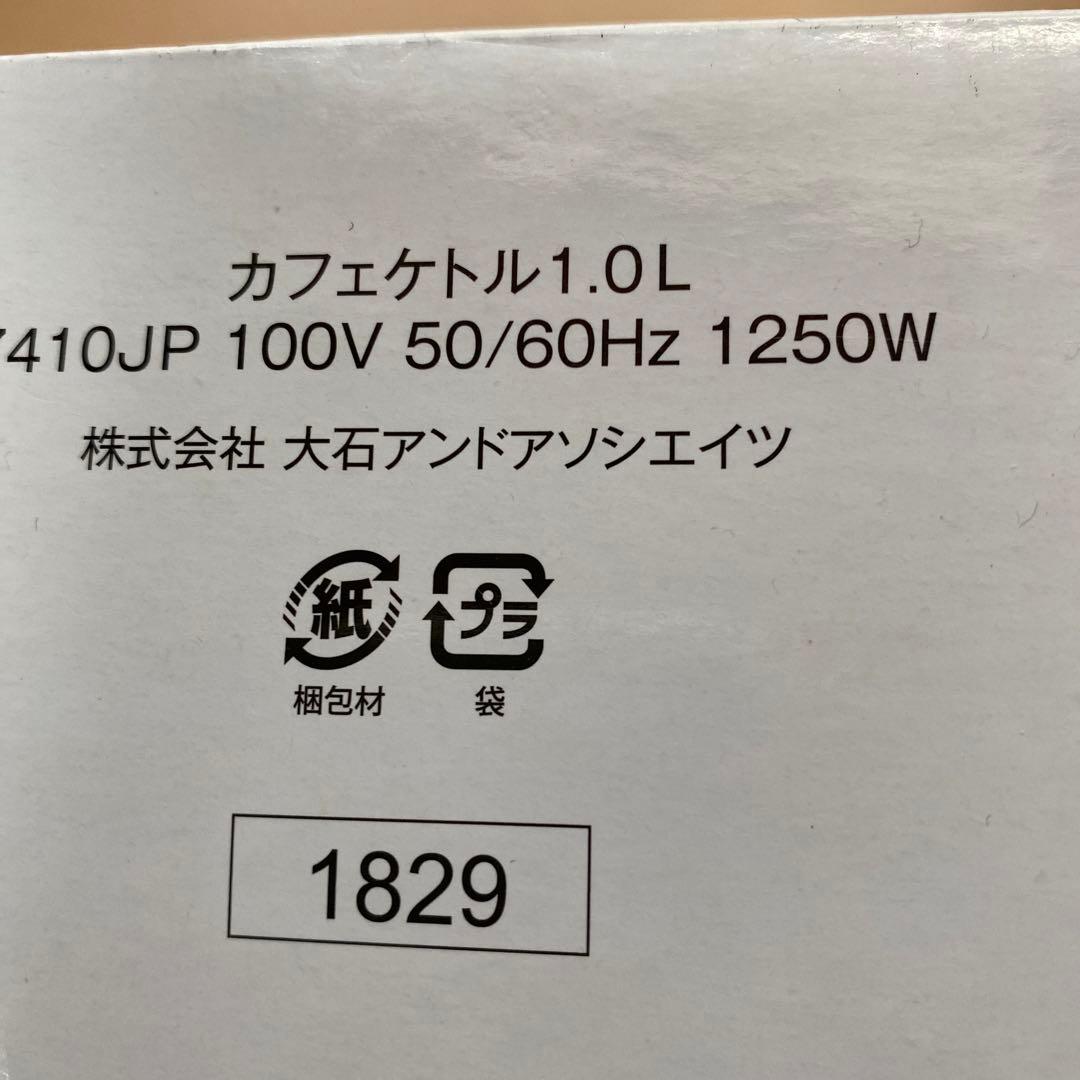 カフェケトル1.0L
7410JP 100V 50/60Hz 1250W
株式会社 大石アンドアソシエイツ
紙 プラ
梱包材 袋
1829